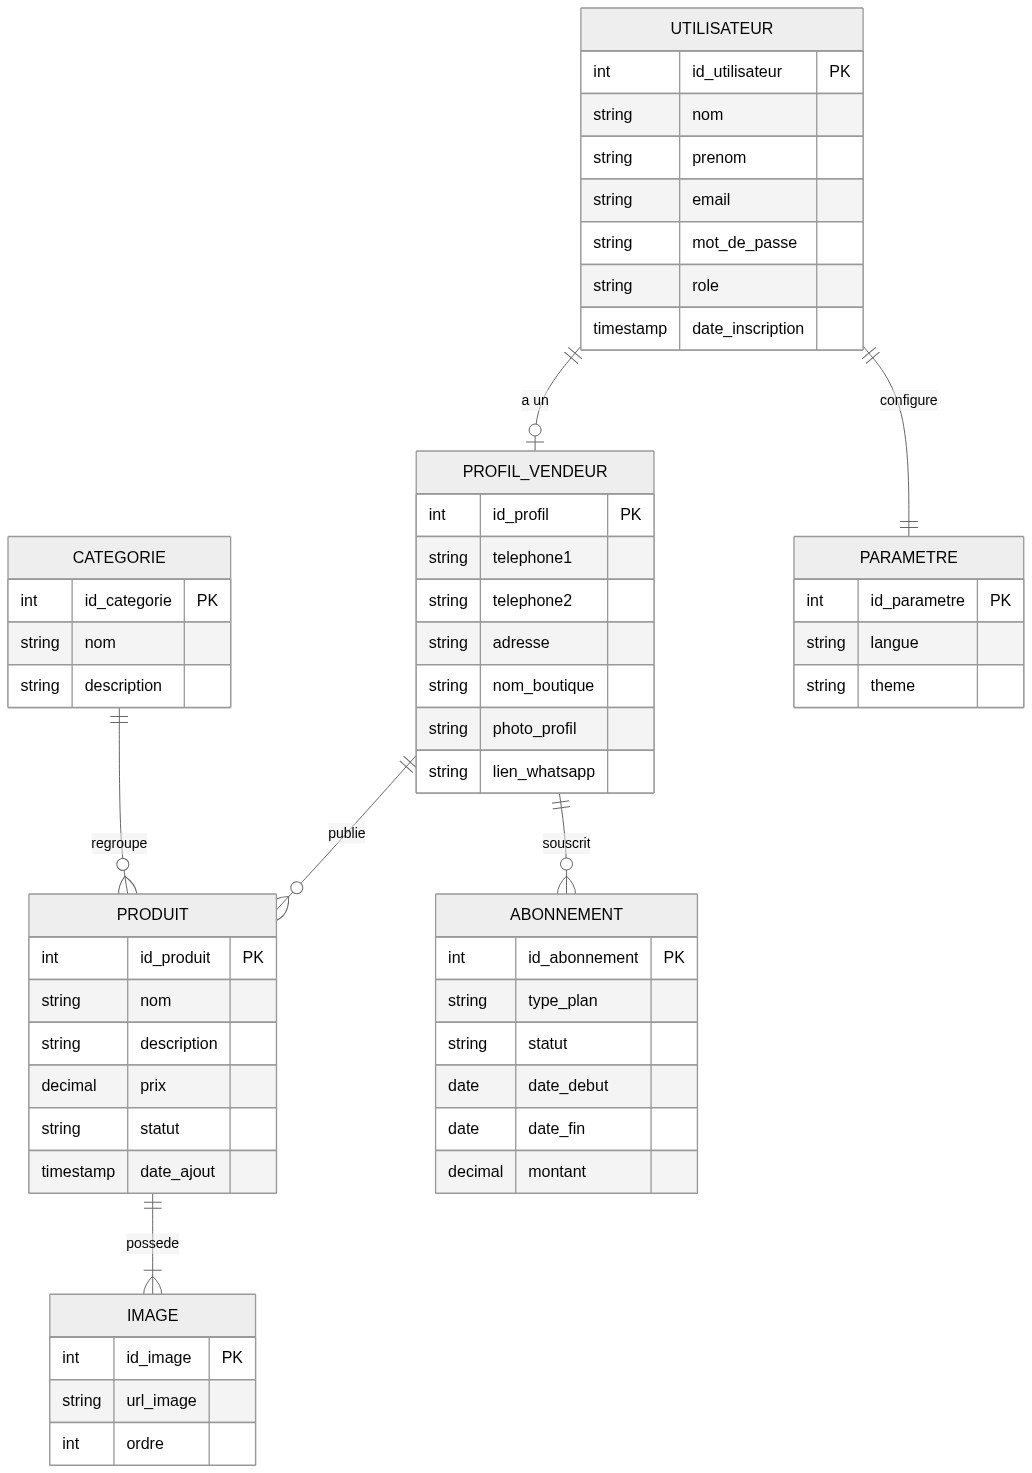 UTILISATEUR
int id_utilisateur PK
string nom
string prenom
string email
string mot_de_passe
string role
timestamp date_inscription
a un
configure
PROFIL_VENDEUR
int id_profil PK
string telephone1
string telephone2
string adresse
string nom_boutique
string photo_profil
string lien_whatsapp
CATEGORIE
int id_categorie PK
string nom
string description
PARAMETRE
int id_parametre PK
string langue
string theme
regroupe
publie
souscrit
PRODUIT
int id_produit PK
string nom
string description
decimal prix
string statut
timestamp date_ajout
ABONNEMENT
int id_abonnement PK
string type_plan
string statut
date date_debut
date date_fin
decimal montant
possede
IMAGE
int id_image PK
string url_image
int ordre